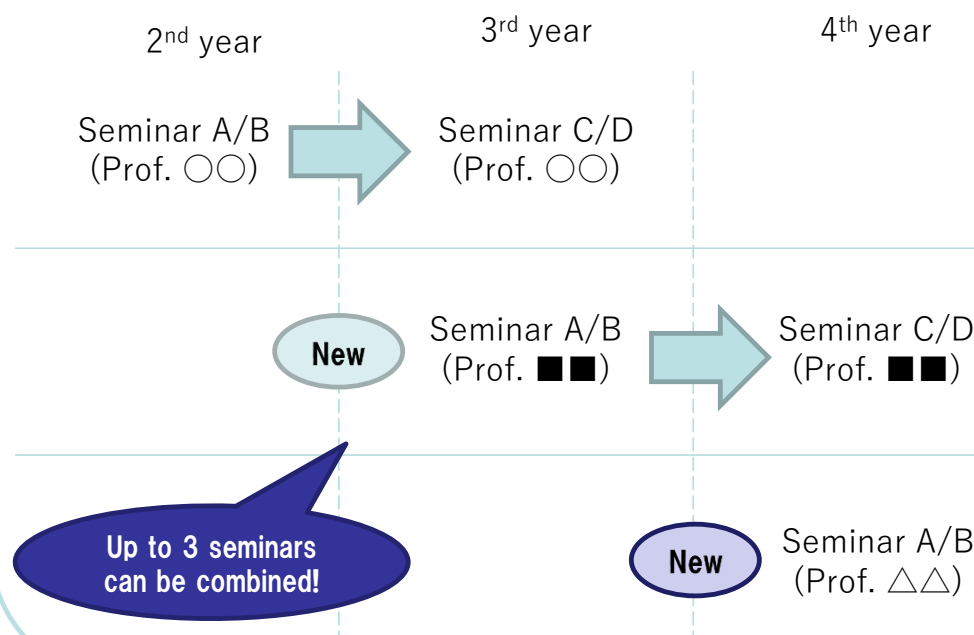 2nd year
3rd year
4th year
Seminar A/B
(Prof. ○○)
Seminar C/D
(Prof. ○○)
New
Seminar A/B
(Prof. ■■)
Seminar C/D
(Prof. ■■)
Up to 3 seminars
can be combined!
New
Seminar A/B
(Prof. △△)